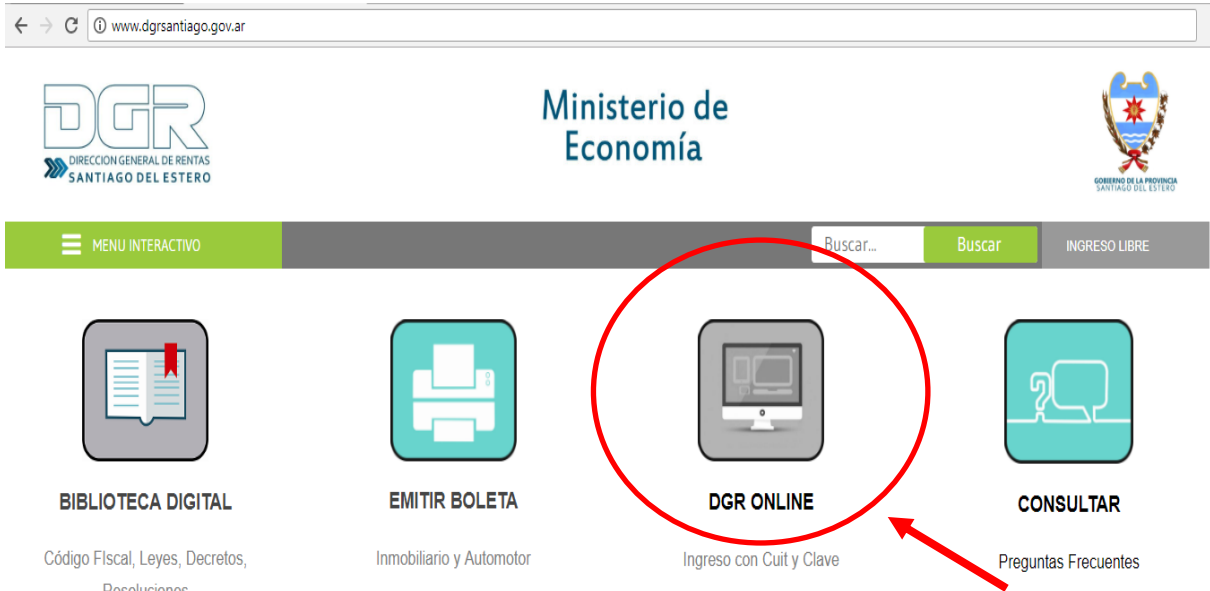 www.dgrsantiago.gov.ar
DGR
DIRECCION GENERAL DE RENTAS
SANTIAGO DEL ESTERO
Ministerio de
Economía
GOBIERNO DE LA PROVINCIA
SANTIAGO DEL ESTERO
MENU INTERACTIVO
Buscar...
Buscar
INGRESO LIBRE
BIBLIOTECA DIGITAL
EMITIR BOLETA
DGR ONLINE
CONSULTAR
Código FIscal, Leyes, Decretos,
Resoluciones
Inmobiliario y Automotor
Ingreso con Cuit y Clave
Preguntas Frecuentes